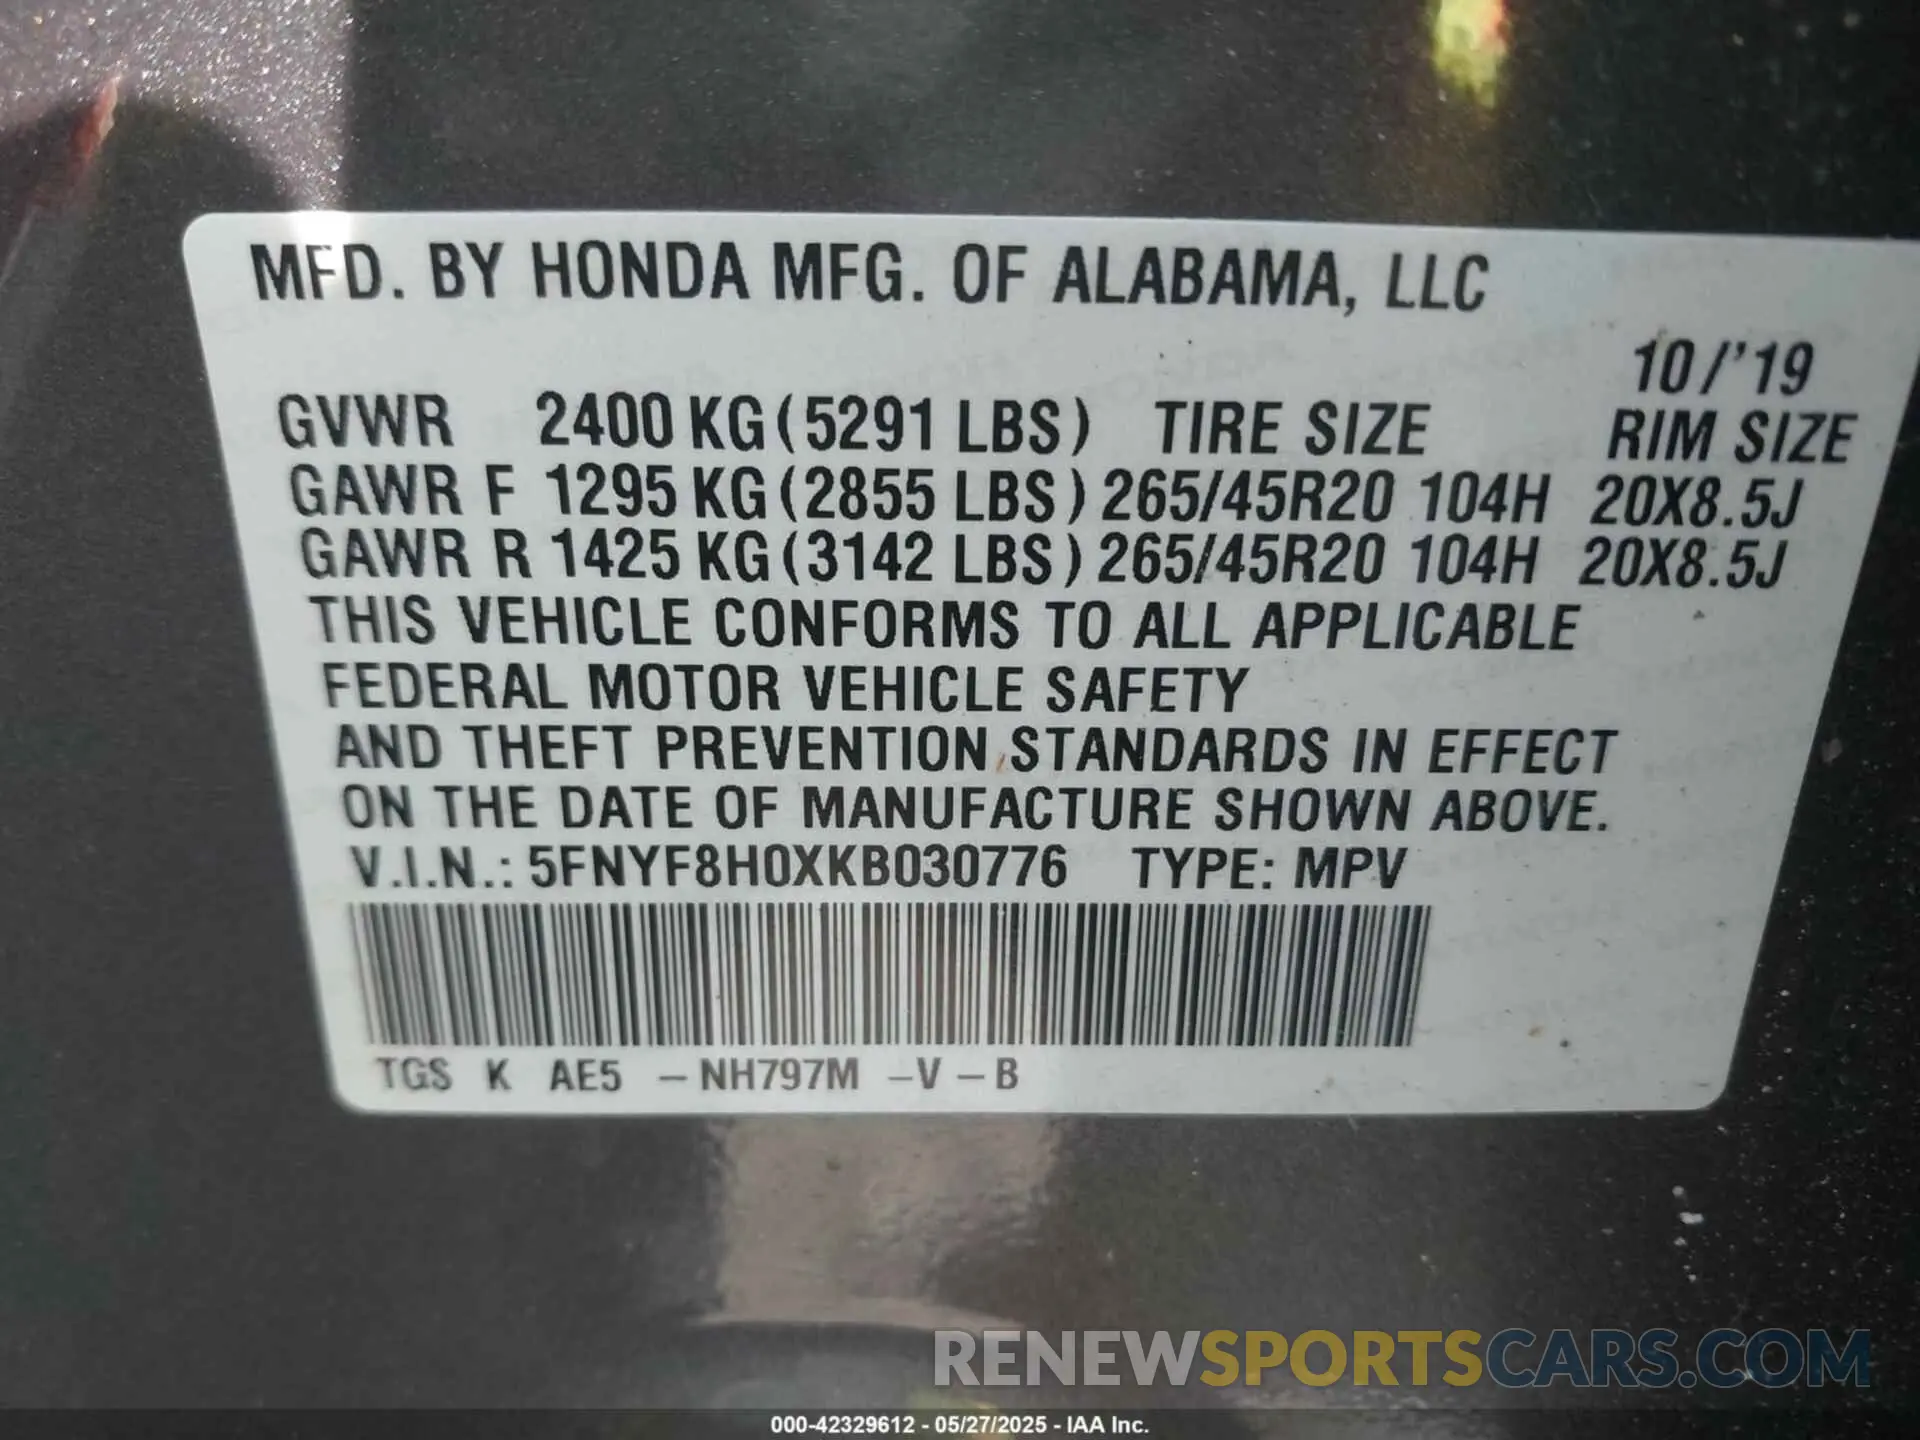 MFD. BY HONDA MFG. OF ALABAMA, LLC
10/'19
GVWR 2400 KG (5291 LBS) TIRE SIZE RIM SIZE
GAWR F 1295 KG (2855 LBS) 265/45R20 104H 20X8.5J
GAWR R 1425 KG (3142 LBS) 265/45R20 104H 20X8.5J
THIS VEHICLE CONFORMS TO ALL APPLICABLE
FEDERAL MOTOR VEHICLE SAFETY
AND THEFT PREVENTION STANDARDS IN EFFECT
ON THE DATE OF MANUFACTURE SHOWN ABOVE.
V.I.N.: 5FNYF8H0XKB030776 TYPE: MPV
TGS K AE5 –NH797M –V –B
RENEWSPORTSCARS.COM
000-42329612 - 05/27/2025 - IAA Inc.